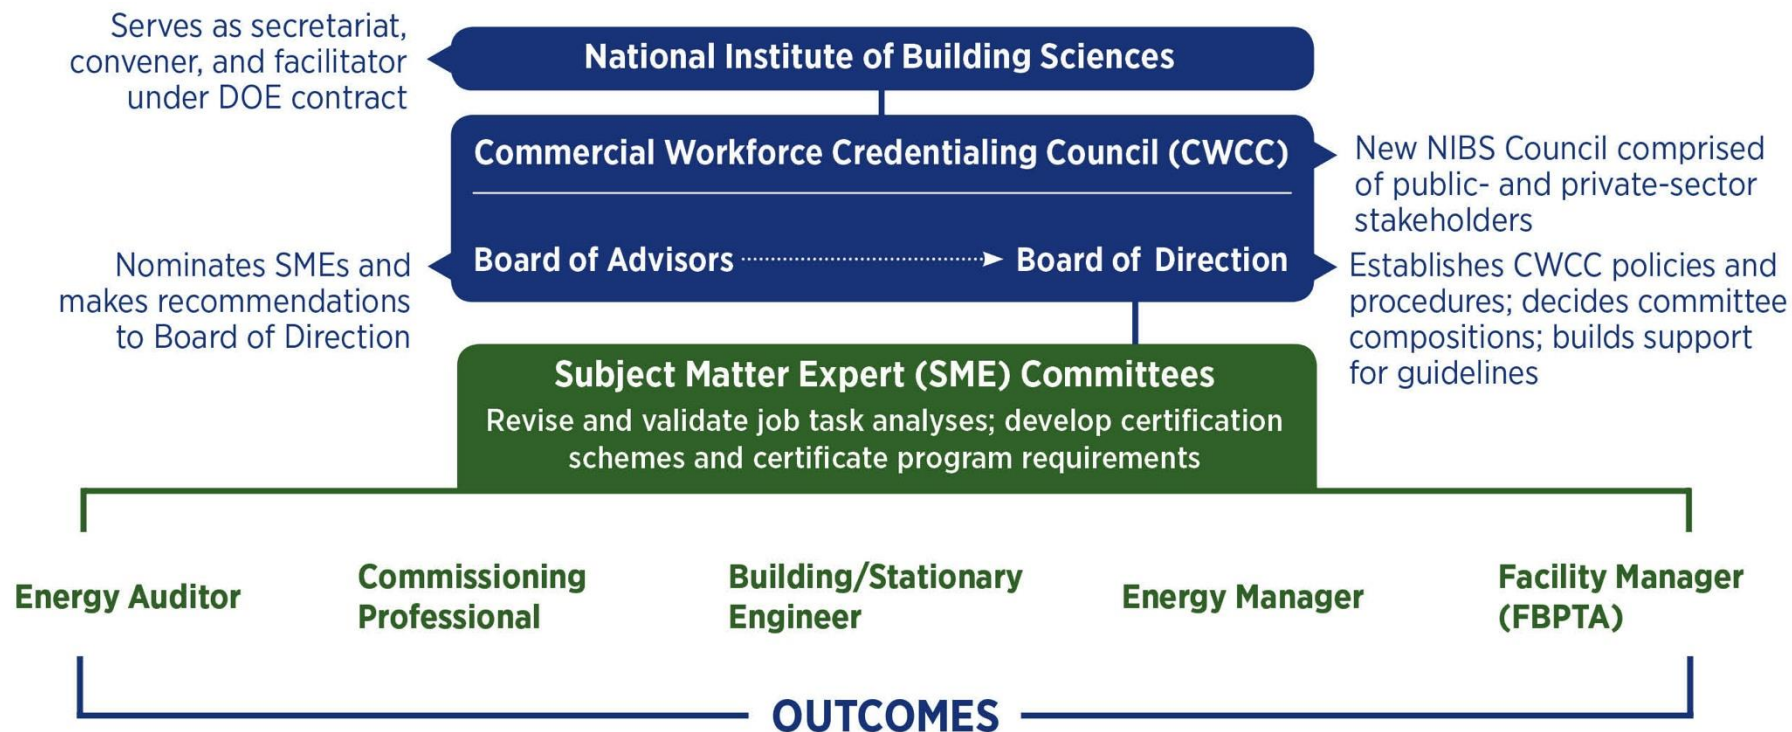 Serves as secretariat,
convener, and facilitator
under DOE contract
National Institute of Building Sciences
Commercial Workforce Credentialing Council (CWCC)
New NIBS Council comprised
of public- and private-sector
stakeholders
Nominates SMEs and
makes recommendations
to Board of Direction
Board of Advisors
Board of Direction
Establishes CWCC policies and
procedures; decides committee
compositions; builds support
for guidelines
Subject Matter Expert (SME) Committees
Revise and validate job task analyses; develop certification
schemes and certificate program requirements
Energy Auditor
Commissioning
Professional
Building/Stationary
Engineer
Energy Manager
Facility Manager
(FBPTA)
OUTCOMES